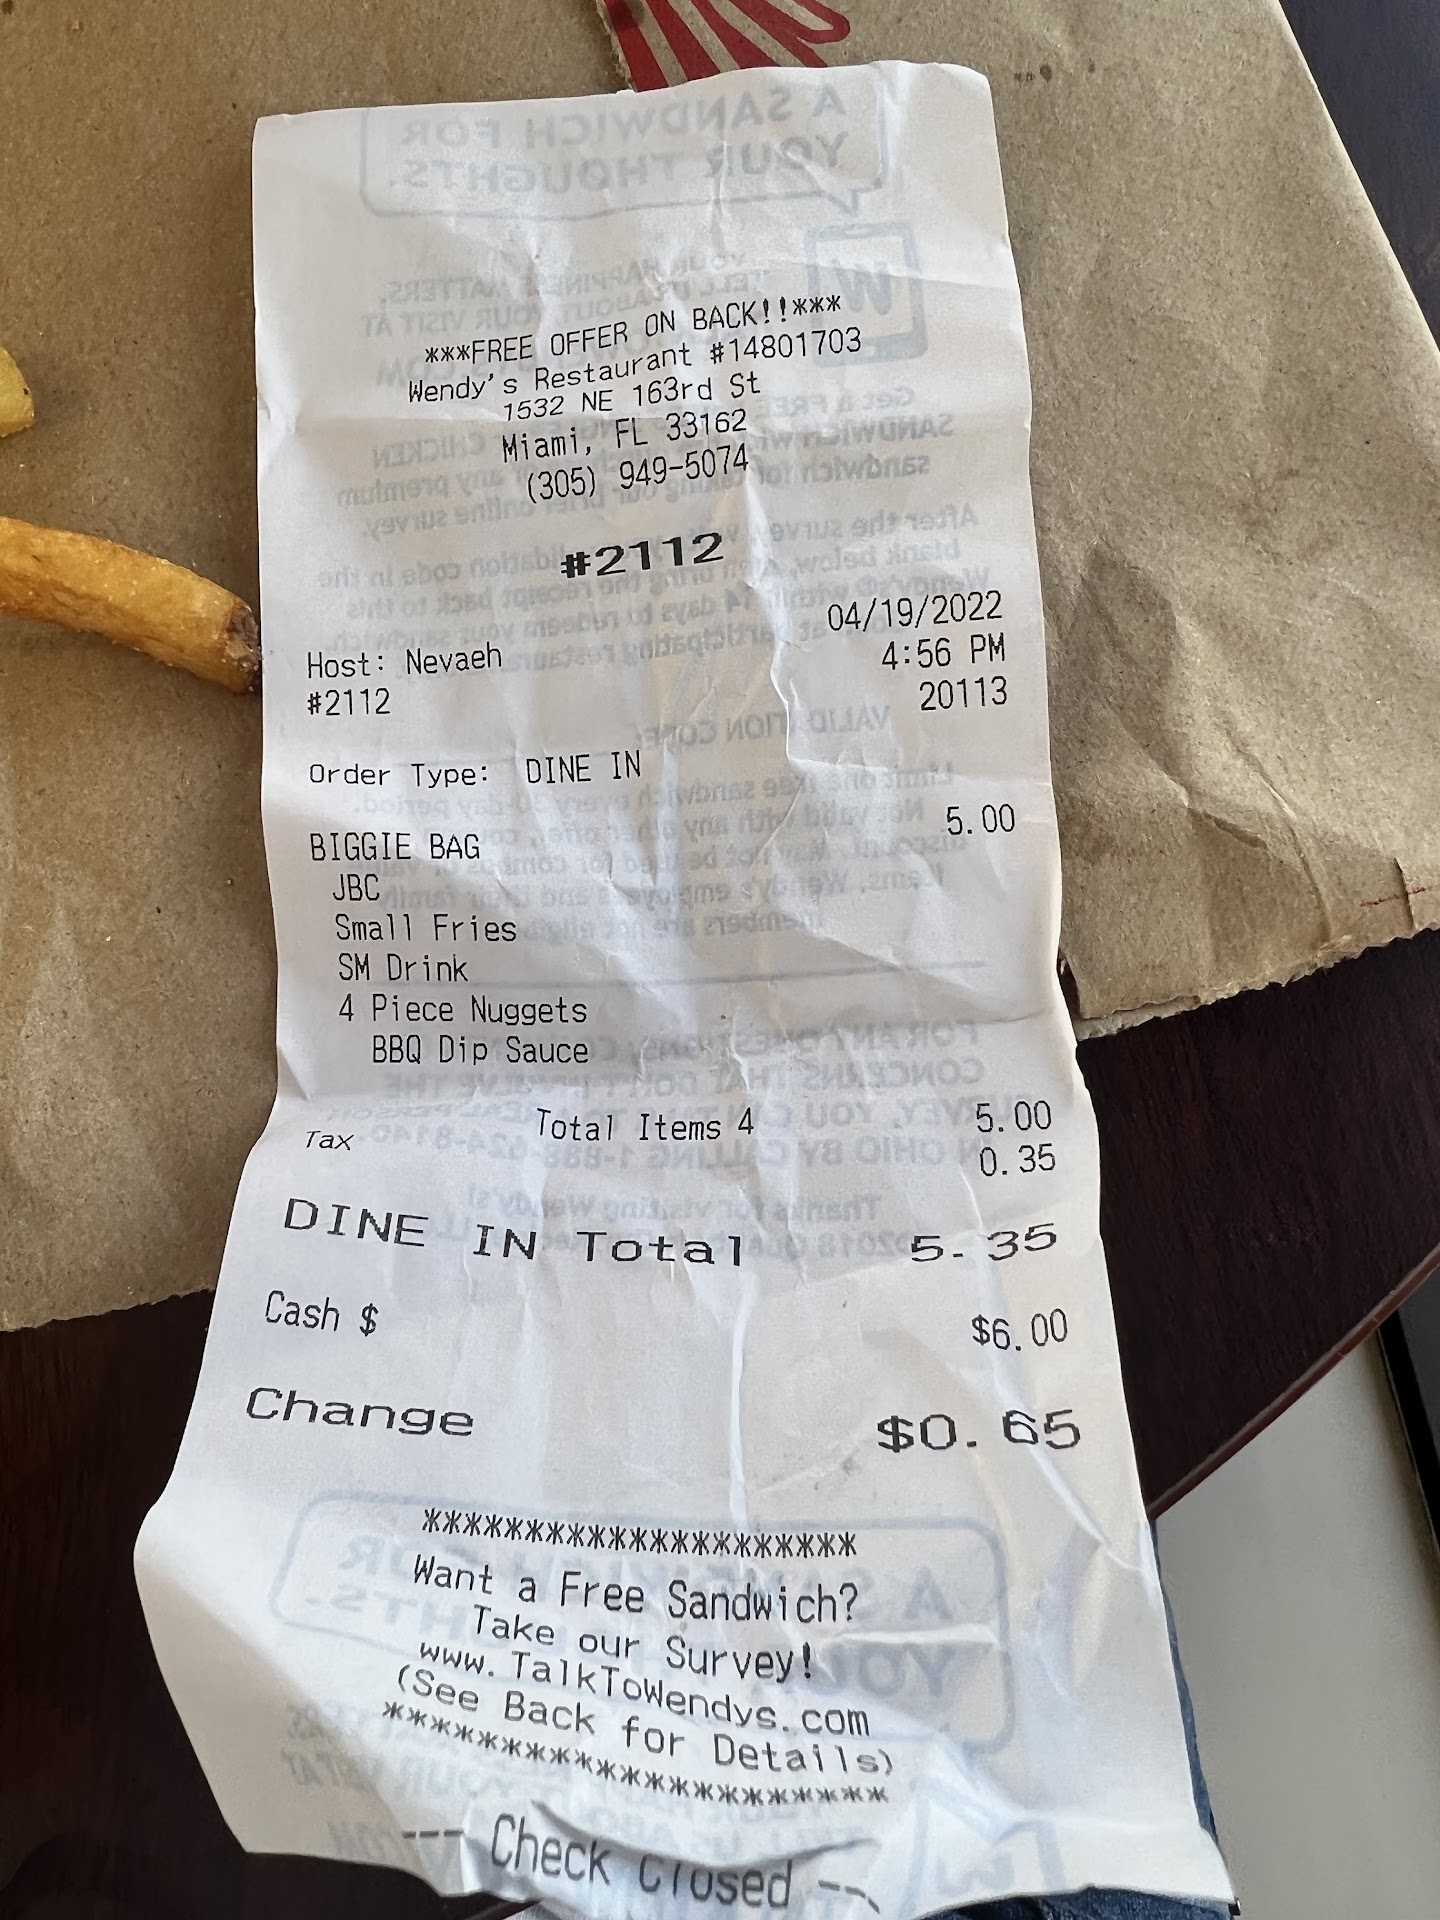 ***FREE OFFER ON BACK!!***
Wendy's Restaurant #14801703
1532 NE 163rd St
Miami, FL 33162
(305) 949-5074
#2112
04/19/2022
Host: Nevaeh 4:56 PM
#2112 20113
Order Type: DINE IN
BIGGIE BAG 5.00
JBC
Small Fries
SM Drink
4 Piece Nuggets
BBQ Dip Sauce
Total Items 4 5.00
Tax 0.35
DINE IN Total 5.35
Cash $ $6.00
Change $0.65
*********************
Want a Free Sandwich?
Take our Survey!
www.TalkToWendys.com
(See Back for Details)
*********************
--- Check Closed ---